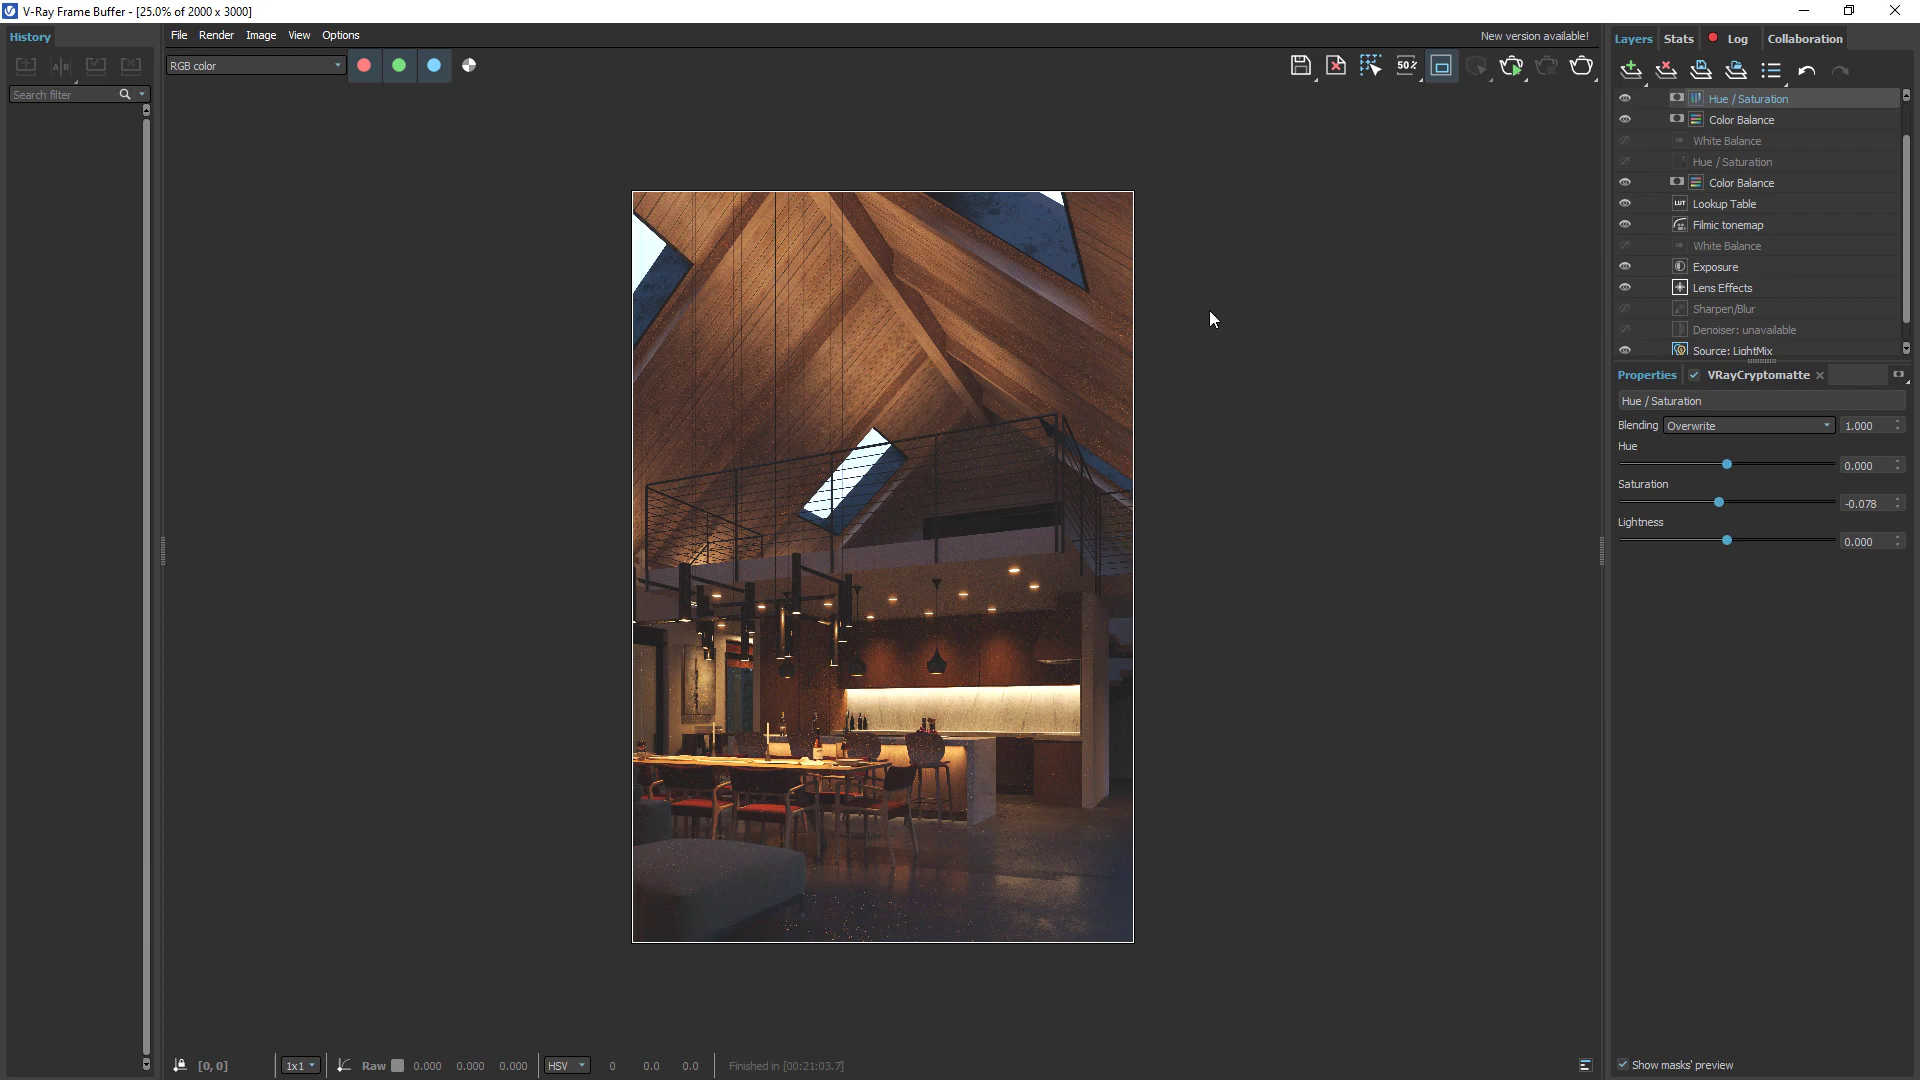 V-Ray Frame Buffer - [25.0% of 2000 x 3000]
History
File Render Image View Options
New version available!
Layers Stats Log Collaboration
RGB color
50%
Search filter
A B
Hue / Saturation
Color Balance
White Balance
Hue / Saturation
Color Balance
LUT Lookup Table
Filmic tonemap
White Balance
Exposure
Lens Effects
Sharpen/Blur
Denoiser: unavailable
Source: LightMix
Properties VRayCryptomatte
Hue / Saturation
Blending Overwrite 1.000
Hue
0.000
Saturation
-0.078
Lightness
0.000
[0, 0] 1x1 Raw 0.000 0.000 0.000 HSV 0 0.0 0.0 Finished in [00:21:03.7]
Show masks' preview